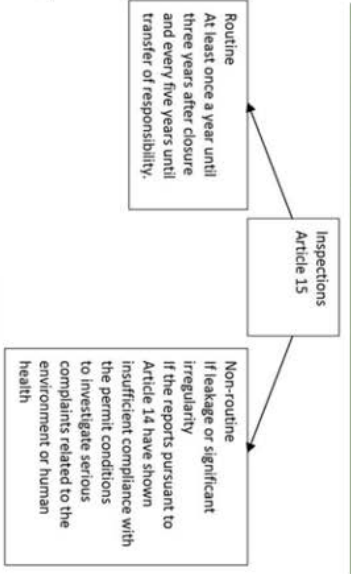 Inspections
Article 15
Routine
At least once a year until
three years after closure
and every five years until
transfer of responsibility.
Non-routine
If leakage or significant
irregularity
If the reports pursuant to
Article 14 have shown
insufficient compliance with
the permit conditions
to investigate serious
complaints related to the
environment or human
health